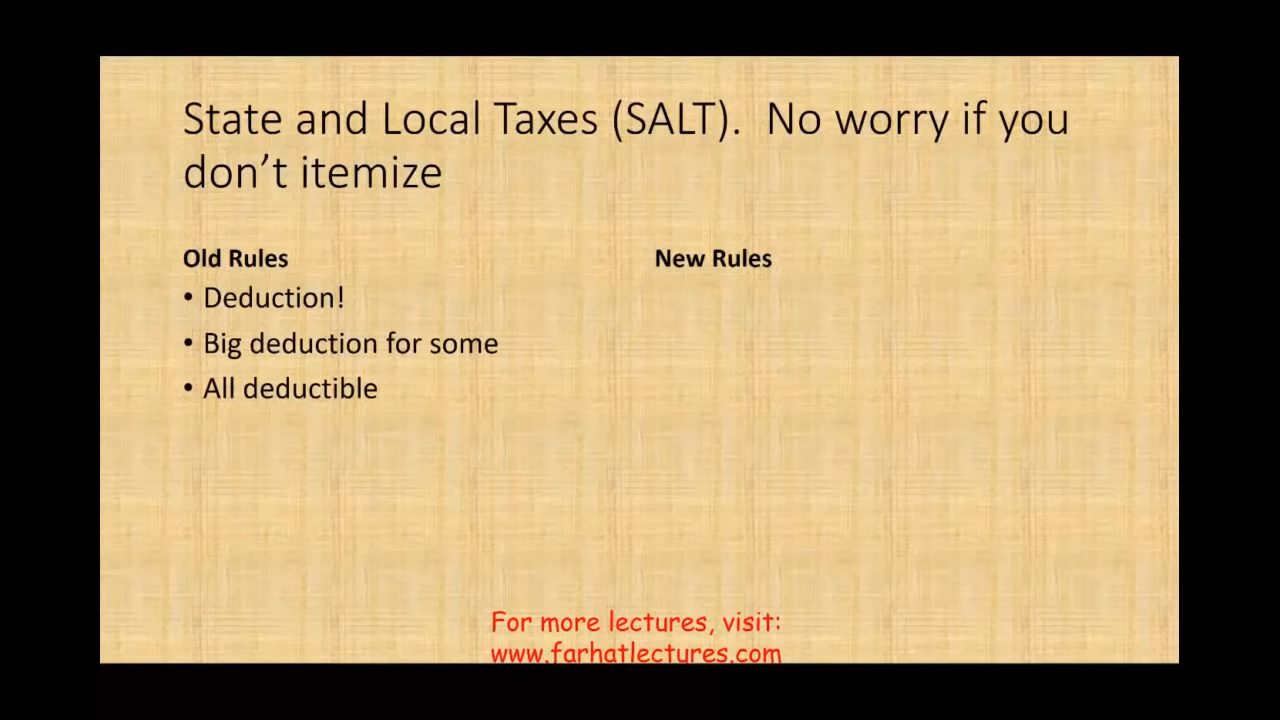 State and Local Taxes (SALT).  No worry if you
don’t itemize
Old Rules
• Deduction!
• Big deduction for some
• All deductible
New Rules
For more lectures, visit:
www.farhatlectures.com